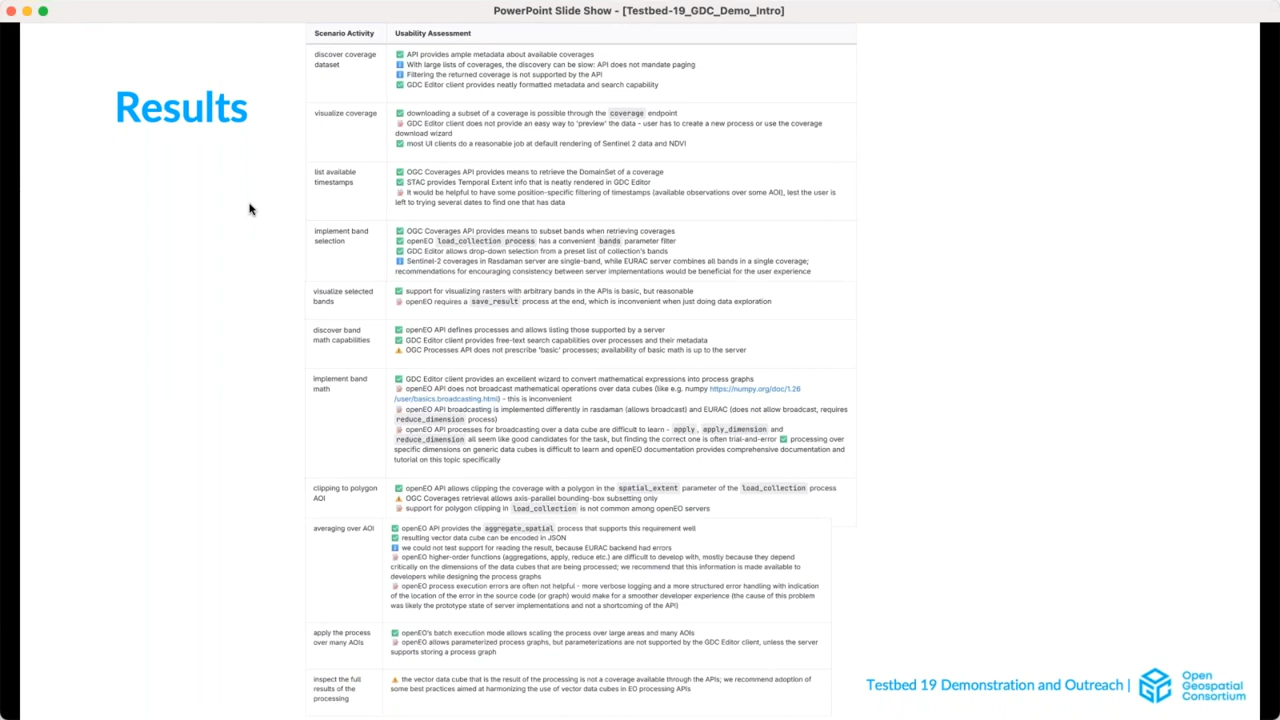 PowerPoint Slide Show - [Testbed-19_GDC_Demo_Intro]
Results
Scenario Activity Usability Assessment
discover coverage
dataset
✅ API provides ample metadata about available coverages
ℹ️ With large lists of coverages, the discovery can be slow: API does not mandate paging
ℹ️ Filtering the returned coverage is not supported by the API
✅ GDC Editor client provides neatly formatted metadata and search capability
visualize coverage
✅ downloading a subset of a coverage is possible through the coverage endpoint
📝 GDC Editor client does not provide an easy way to 'preview' the data - user has to create a new process or use the coverage
download wizard
✅ most UI clients do a reasonable job at default rendering of Sentinel 2 data and NDVI
list available
timestamps
✅ OGC Coverages API provides means to retrieve the DomainSet of a coverage
✅ STAC provides Temporal Extent info that is neatly rendered in GDC Editor
📝 It would be helpful to have some position-specific filtering of timestamps (available observations over some AOI), lest the user is
left to trying several dates to find one that has data
implement band
selection
✅ OGC Coverages API provides means to subset bands when retrieving coverages
✅ openEO load_collection process has a convenient bands parameter filter
✅ GDC Editor allows drop-down selection from a preset list of collection's bands
ℹ️ Sentinel-2 coverages in Rasdaman server are single-band, while EURAC server combines all bands in a single coverage;
recommendations for encouraging consistency between server implementations would be beneficial for the user experience
visualize selected
bands
✅ support for visualizing rasters with arbitrary bands in the APIs is basic, but reasonable
📝 openEO requires a save_result process at the end, which is inconvenient when just doing data exploration
discover band
math capabilities
✅ openEO API defines processes and allows listing those supported by a server
✅ GDC Editor client provides free-text search capabilities over processes and their metadata
⚠️ OGC Processes API does not prescribe 'basic' processes; availability of basic math is up to the server
implement band
math
✅ GDC Editor client provides an excellent wizard to convert mathematical expressions into process graphs
📝 openEO API does not broadcast mathematical operations over data cubes (like e.g. numpy https://numpy.org/doc/1.26
/user/basics.broadcasting.html) - this is inconvenient
📝 openEO API broadcasting is implemented differently in rasdaman (allows broadcast) and EURAC (does not allow broadcast, requires
reduce_dimension process)
📝 openEO API processes for broadcasting over a data cube are difficult to learn - apply, apply_dimension and
reduce_dimension all seem like good candidates for the task, but finding the correct one is often trial-and-error ✅ processing over
specific dimensions on generic data cubes is difficult to learn and openEO documentation provides comprehensive documentation and
tutorial on this topic specifically
clipping to polygon
AOI
✅ openEO API allows clipping the coverage with a polygon in the spatial_extent parameter of the load_collection process
⚠️ OGC Coverages retrieval allows axis-parallel bounding-box subsetting only
📝 support for polygon clipping in load_collection is not common among openEO servers
averaging over AOI
✅ openEO API provides the aggregate_spatial process that supports this requirement well
✅ resulting vector data cube can be encoded in JSON
ℹ️ we could not test support for reading the result, because EURAC backend had errors
📝 openEO higher-order functions (aggregations, apply, reduce etc.) are difficult to develop with, mostly because they depend
critically on the dimensions of the data cubes that are being processed; we recommend that this information is made available to
developers while designing the process graphs
📝 openEO process execution errors are often not helpful - more verbose logging and a more structured error handling with indication
of the location of the error in the source code (or graph) would make for a smoother developer experience (the cause of this problem
was likely the prototype state of server implementations and not a shortcoming of the API)
apply the process
over many AOIs
✅ openEO's batch execution mode allows scaling the process over large areas and many AOIs
📝 openEO allows parameterized process graphs, but parameterizations are not supported by the GDC Editor client, unless the server
supports storing a process graph
inspect the full
results of the
processing
⚠️ the vector data cube that is the result of the processing is not a coverage available through the APIs; we recommend adoption of
some best practices aimed at harmonizing the use of vector data cubes in EO processing APIs
Testbed 19 Demonstration and Outreach |
Open
Geospatial
Consortium